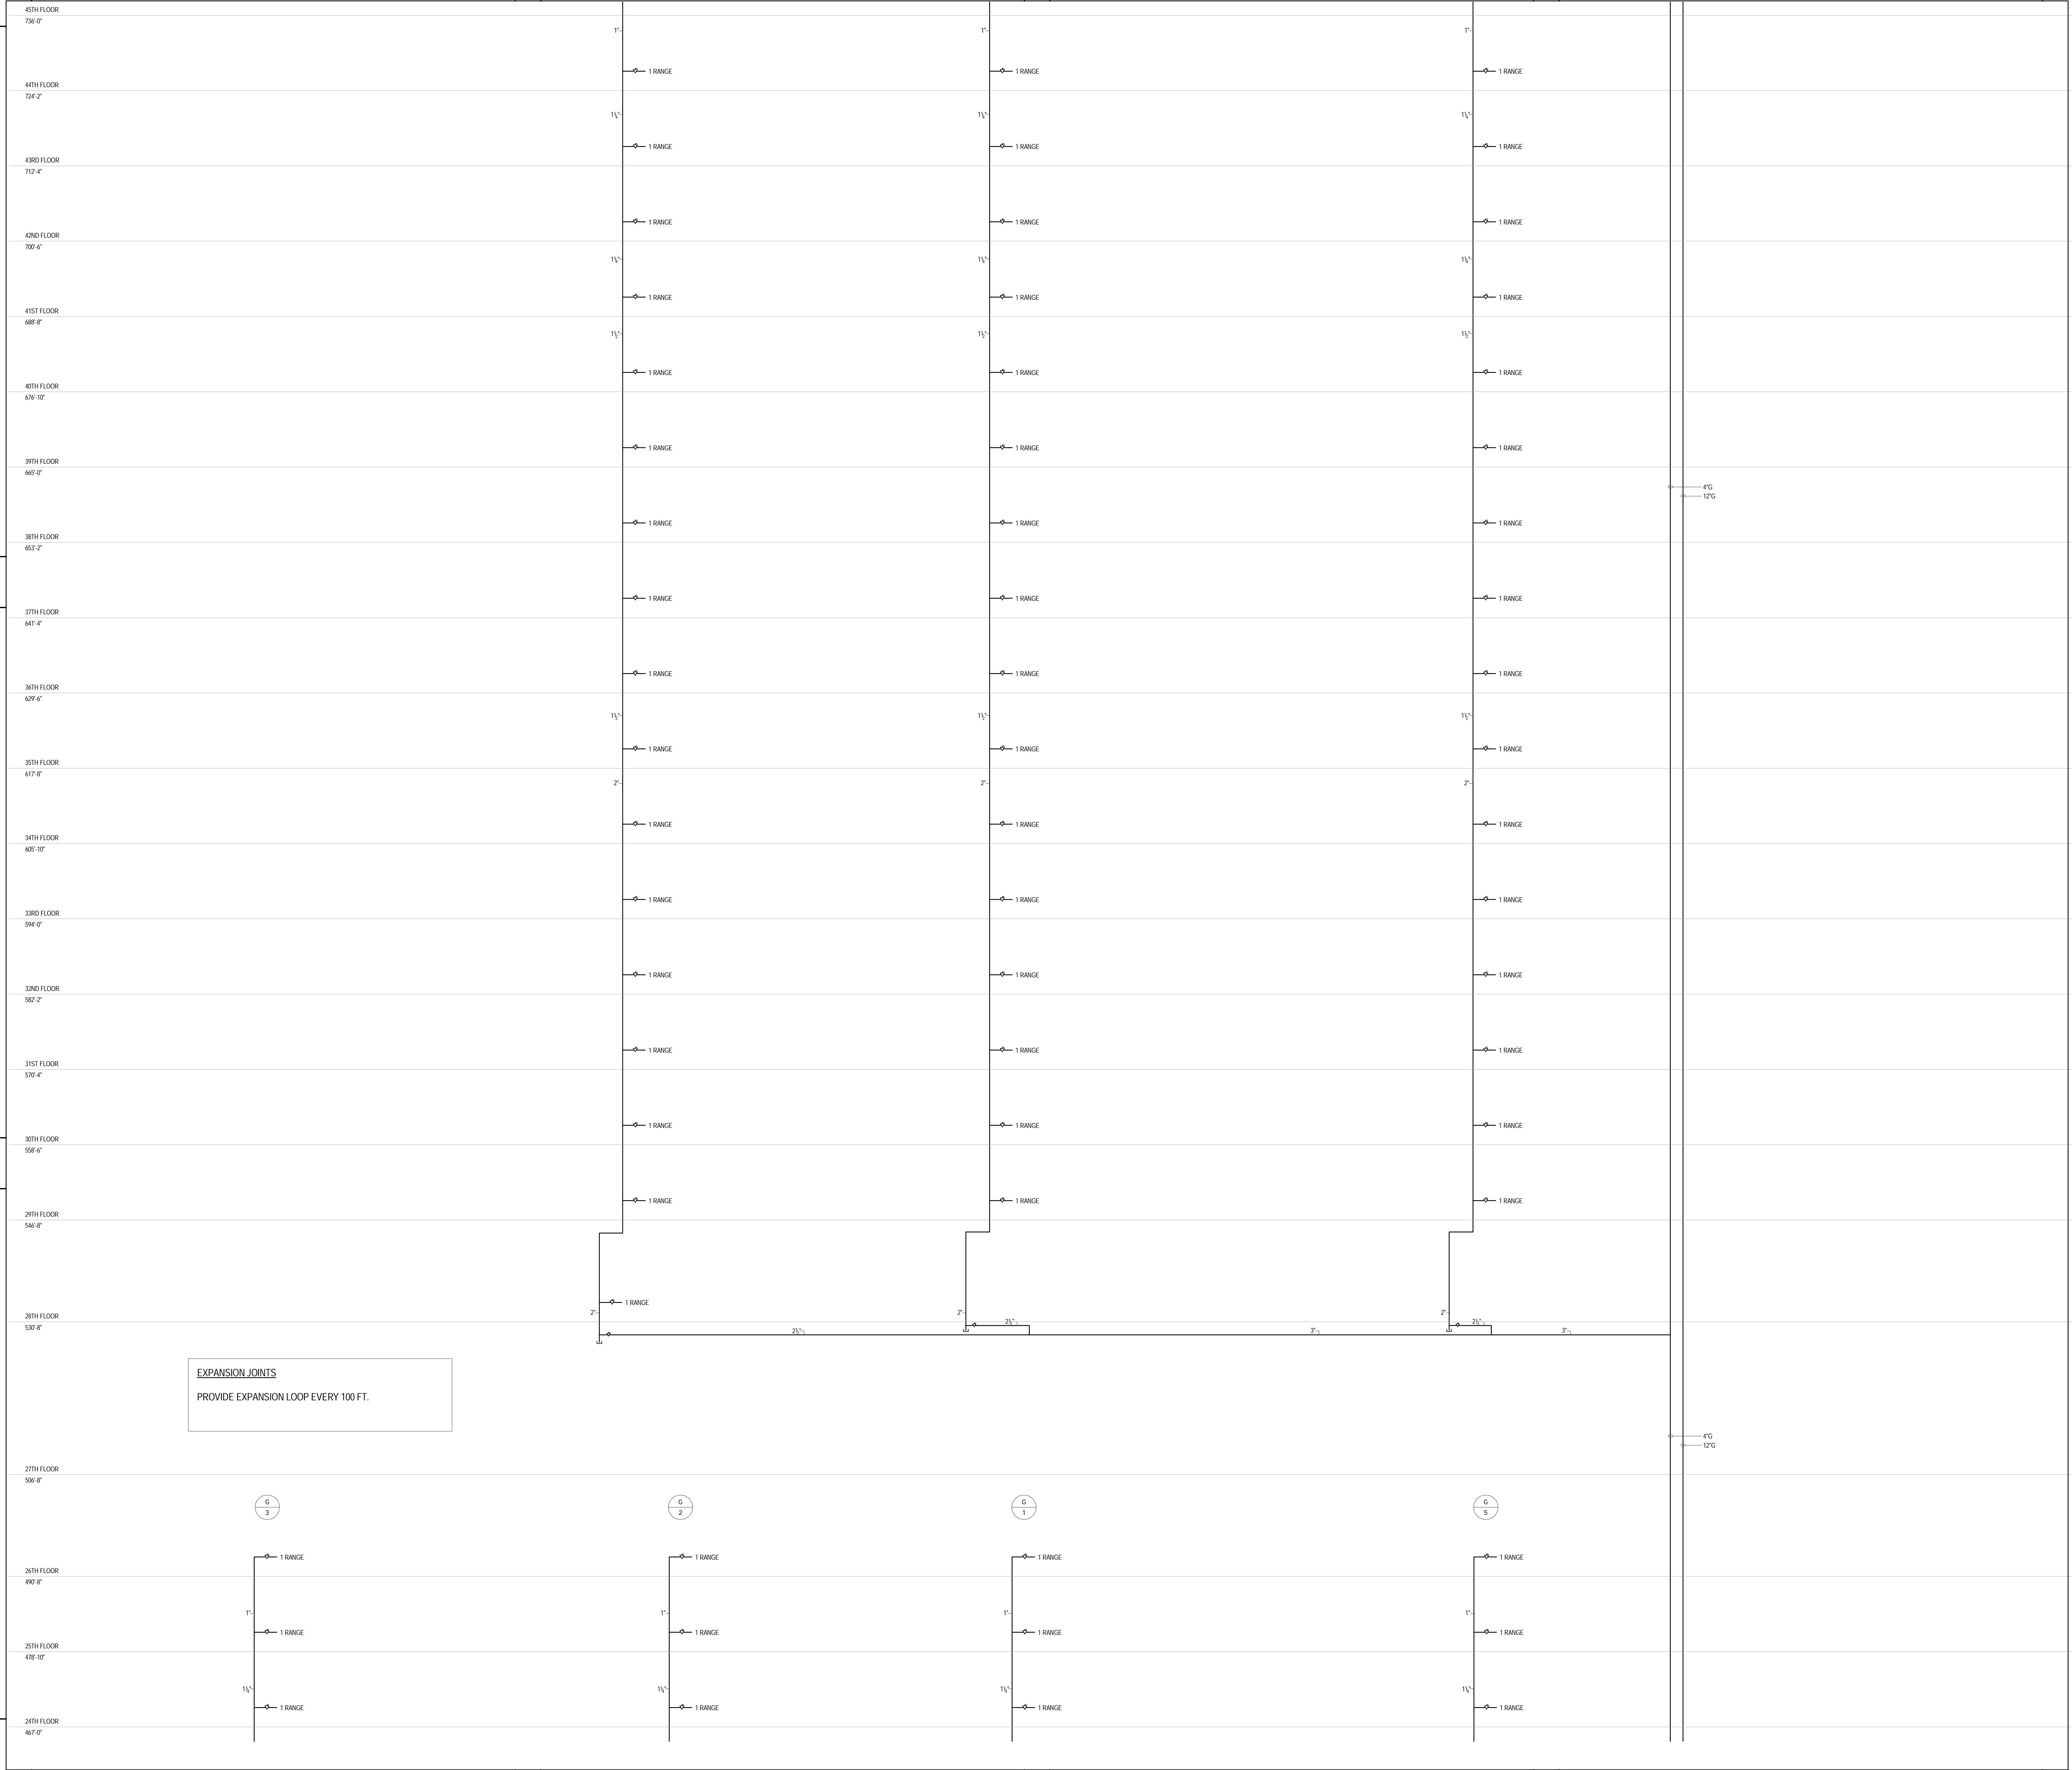 45TH FLOOR
736'-0"
1" 1" 1"
1 RANGE 1 RANGE 1 RANGE
44TH FLOOR
724'-2"
1¼" 1¼" 1¼"
1 RANGE 1 RANGE 1 RANGE
43RD FLOOR
712'-4"
1 RANGE 1 RANGE 1 RANGE
42ND FLOOR
700'-6"
1¼" 1¼" 1¼"
1 RANGE 1 RANGE 1 RANGE
41ST FLOOR
688'-8"
1½" 1½" 1½"
1 RANGE 1 RANGE 1 RANGE
40TH FLOOR
676'-10"
1 RANGE 1 RANGE 1 RANGE
39TH FLOOR
665'-0"
4"G
12"G
1 RANGE 1 RANGE 1 RANGE
38TH FLOOR
653'-2"
1 RANGE 1 RANGE 1 RANGE
37TH FLOOR
641'-4"
1 RANGE 1 RANGE 1 RANGE
36TH FLOOR
629'-6"
1½" 1½" 1½"
1 RANGE 1 RANGE 1 RANGE
35TH FLOOR
617'-8"
2" 2" 2"
1 RANGE 1 RANGE 1 RANGE
34TH FLOOR
605'-10"
1 RANGE 1 RANGE 1 RANGE
33RD FLOOR
594'-0"
1 RANGE 1 RANGE 1 RANGE
32ND FLOOR
582'-2"
1 RANGE 1 RANGE 1 RANGE
31ST FLOOR
570'-4"
1 RANGE 1 RANGE 1 RANGE
30TH FLOOR
558'-6"
1 RANGE 1 RANGE 1 RANGE
29TH FLOOR
546'-8"
1 RANGE
2" 2" 2"
28TH FLOOR
530'-8"
2½" 2½"
2½" 3" 3"
EXPANSION JOINTS
PROVIDE EXPANSION LOOP EVERY 100 FT.
4"G
12"G
27TH FLOOR
506'-8"
G G G G
3 2 1 5
1 RANGE 1 RANGE 1 RANGE 1 RANGE
26TH FLOOR
490'-8"
1" 1" 1" 1"
1 RANGE 1 RANGE 1 RANGE 1 RANGE
25TH FLOOR
478'-10"
1¼" 1¼" 1¼" 1¼"
1 RANGE 1 RANGE 1 RANGE 1 RANGE
24TH FLOOR
467'-0"